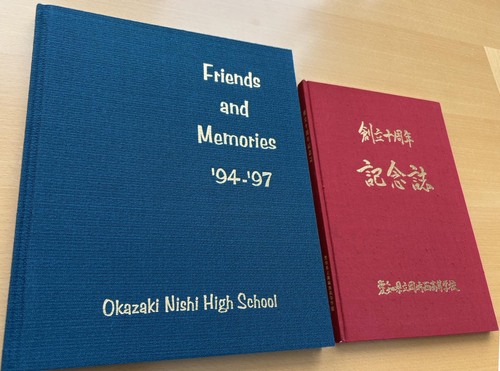 Friends
and
Memories
'94-'97
Okazaki Nishi High School
創立十周年
記念誌
愛知県立岡崎西高等学校